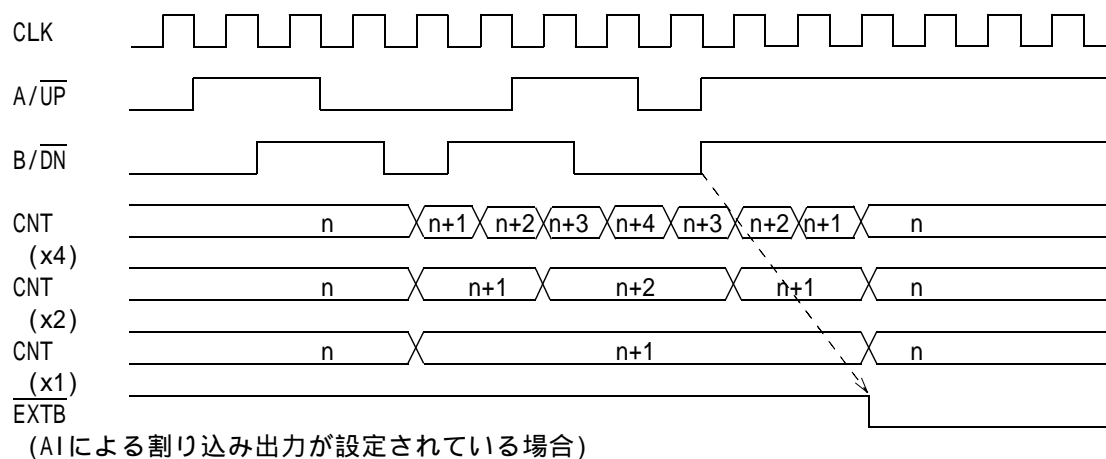 CLK
A/UP
B/DN
CNT n n+1 n+2 n+3 n+4 n+3 n+2 n+1 n
(x4)
CNT n n+1 n+2 n+1 n
(x2)
CNT n n+1 n
(x1)
EXTB
(AIによる割り込み出力が設定されている場合)